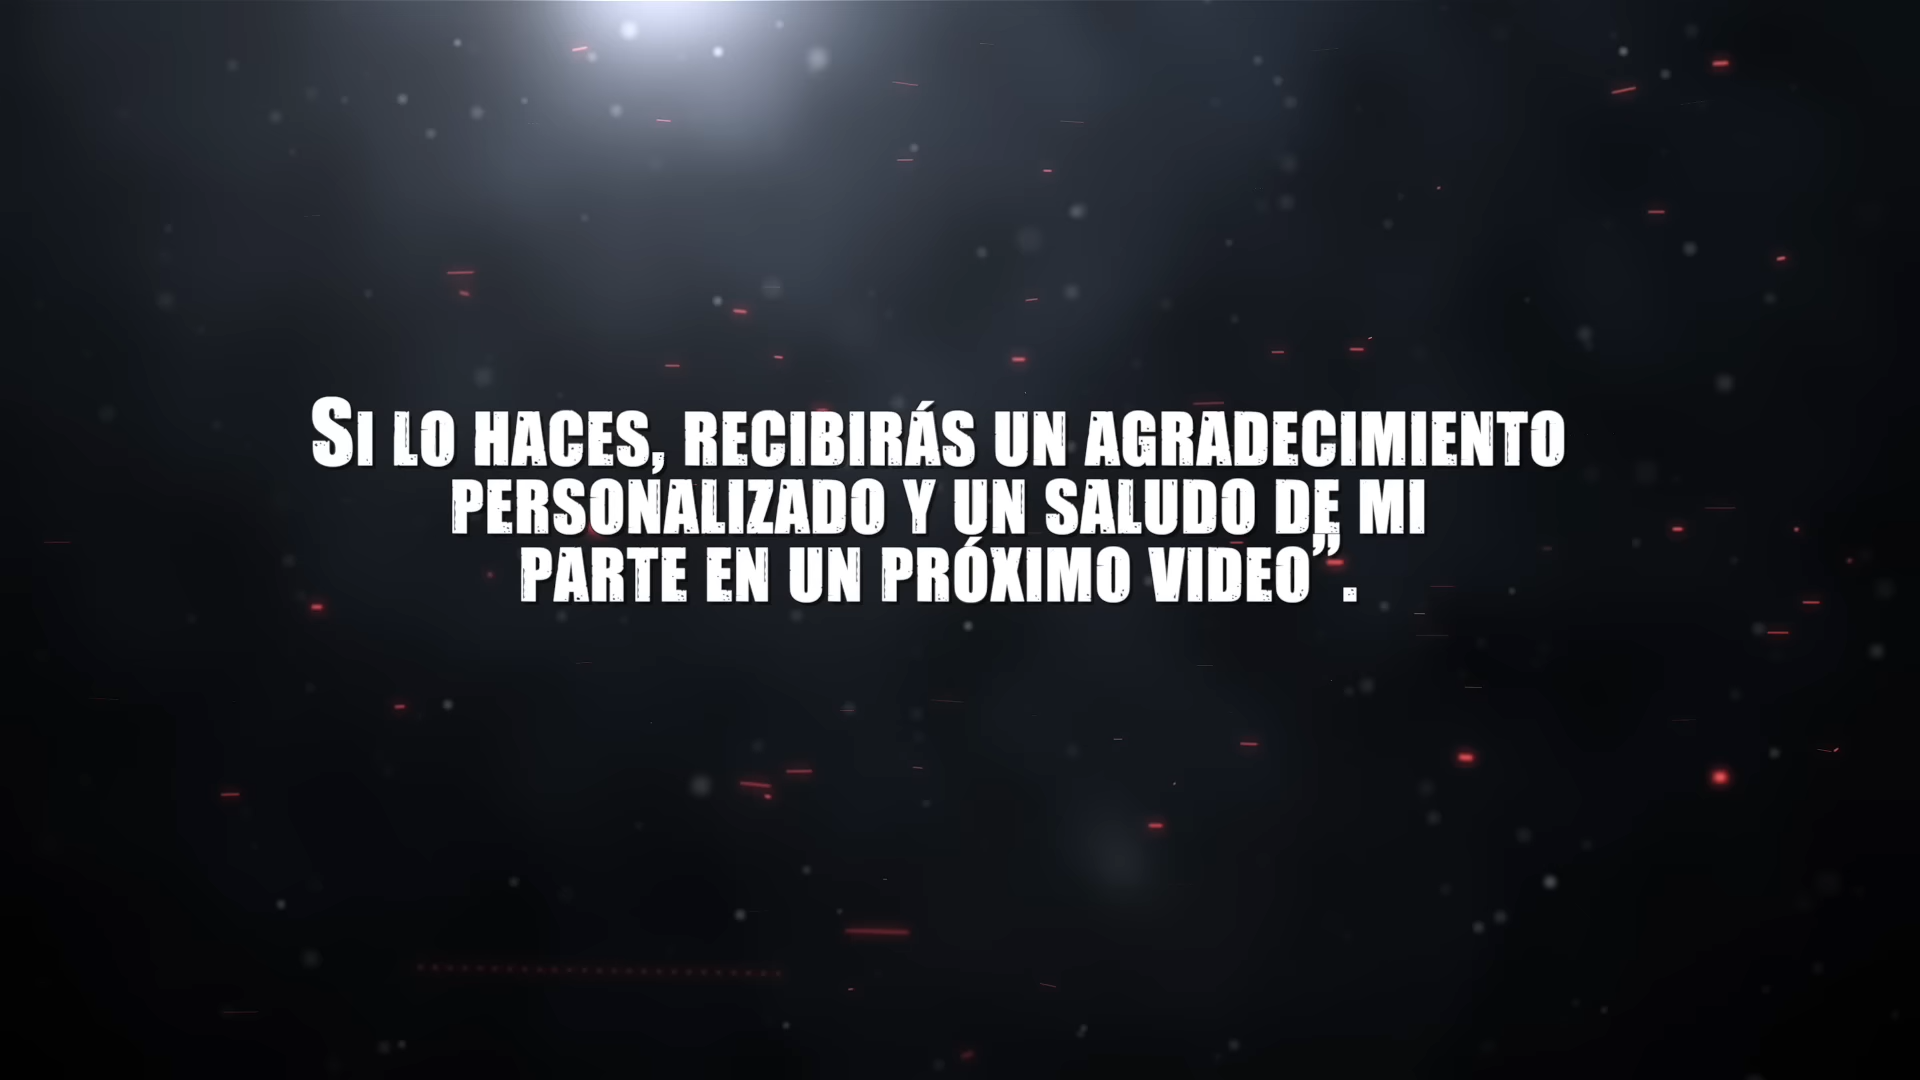 Si lo haces, recibirás un agradecimiento
personalizado y un saludo de mi
parte en un próximo video”.